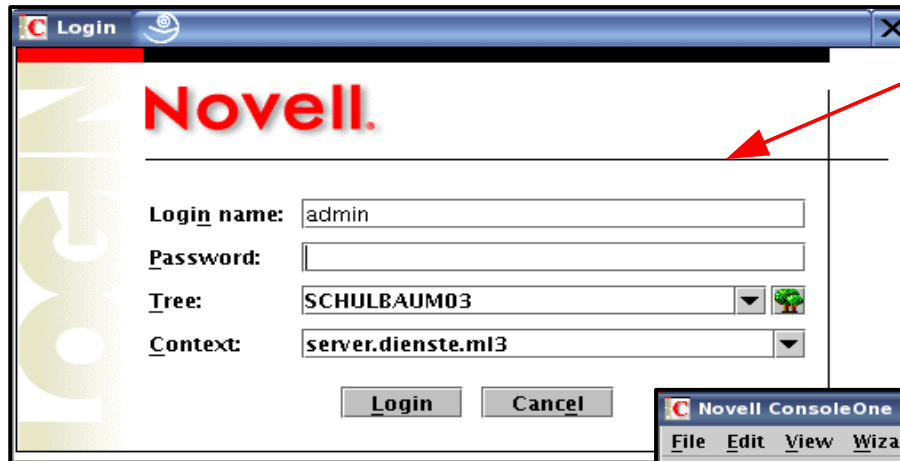 Login
LOGIN
Novell.
Login name: admin
Password:
Tree: SCHULBAUM03
Context: server.dienste.ml3
Login Cancel
Novell ConsoleOne
File Edit View Wiza